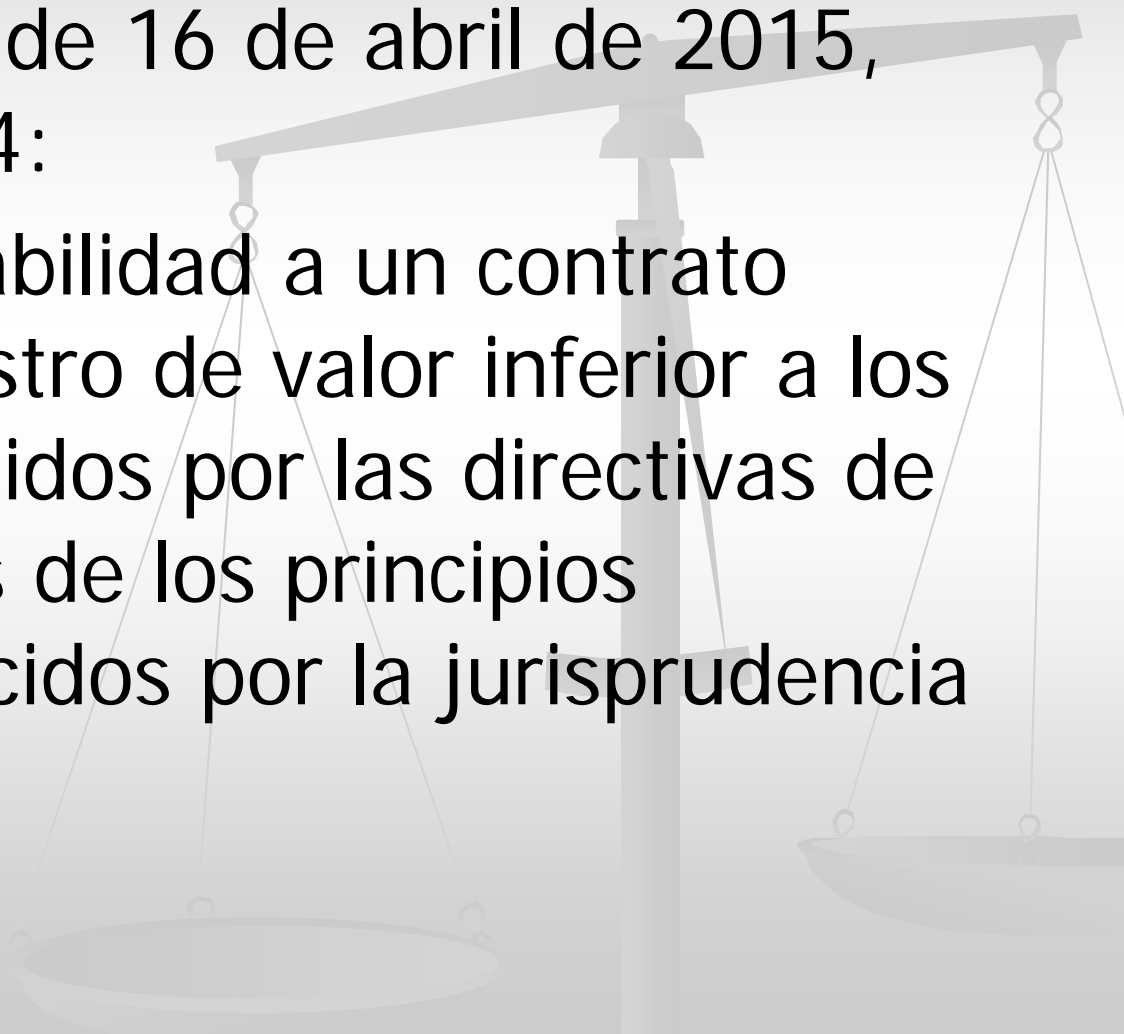 de 16 de abril de 2015,
4:
abilidad a un contrato
stro de valor inferior a los
idos por las directivas de
s de los principios
cidos por la jurisprudencia